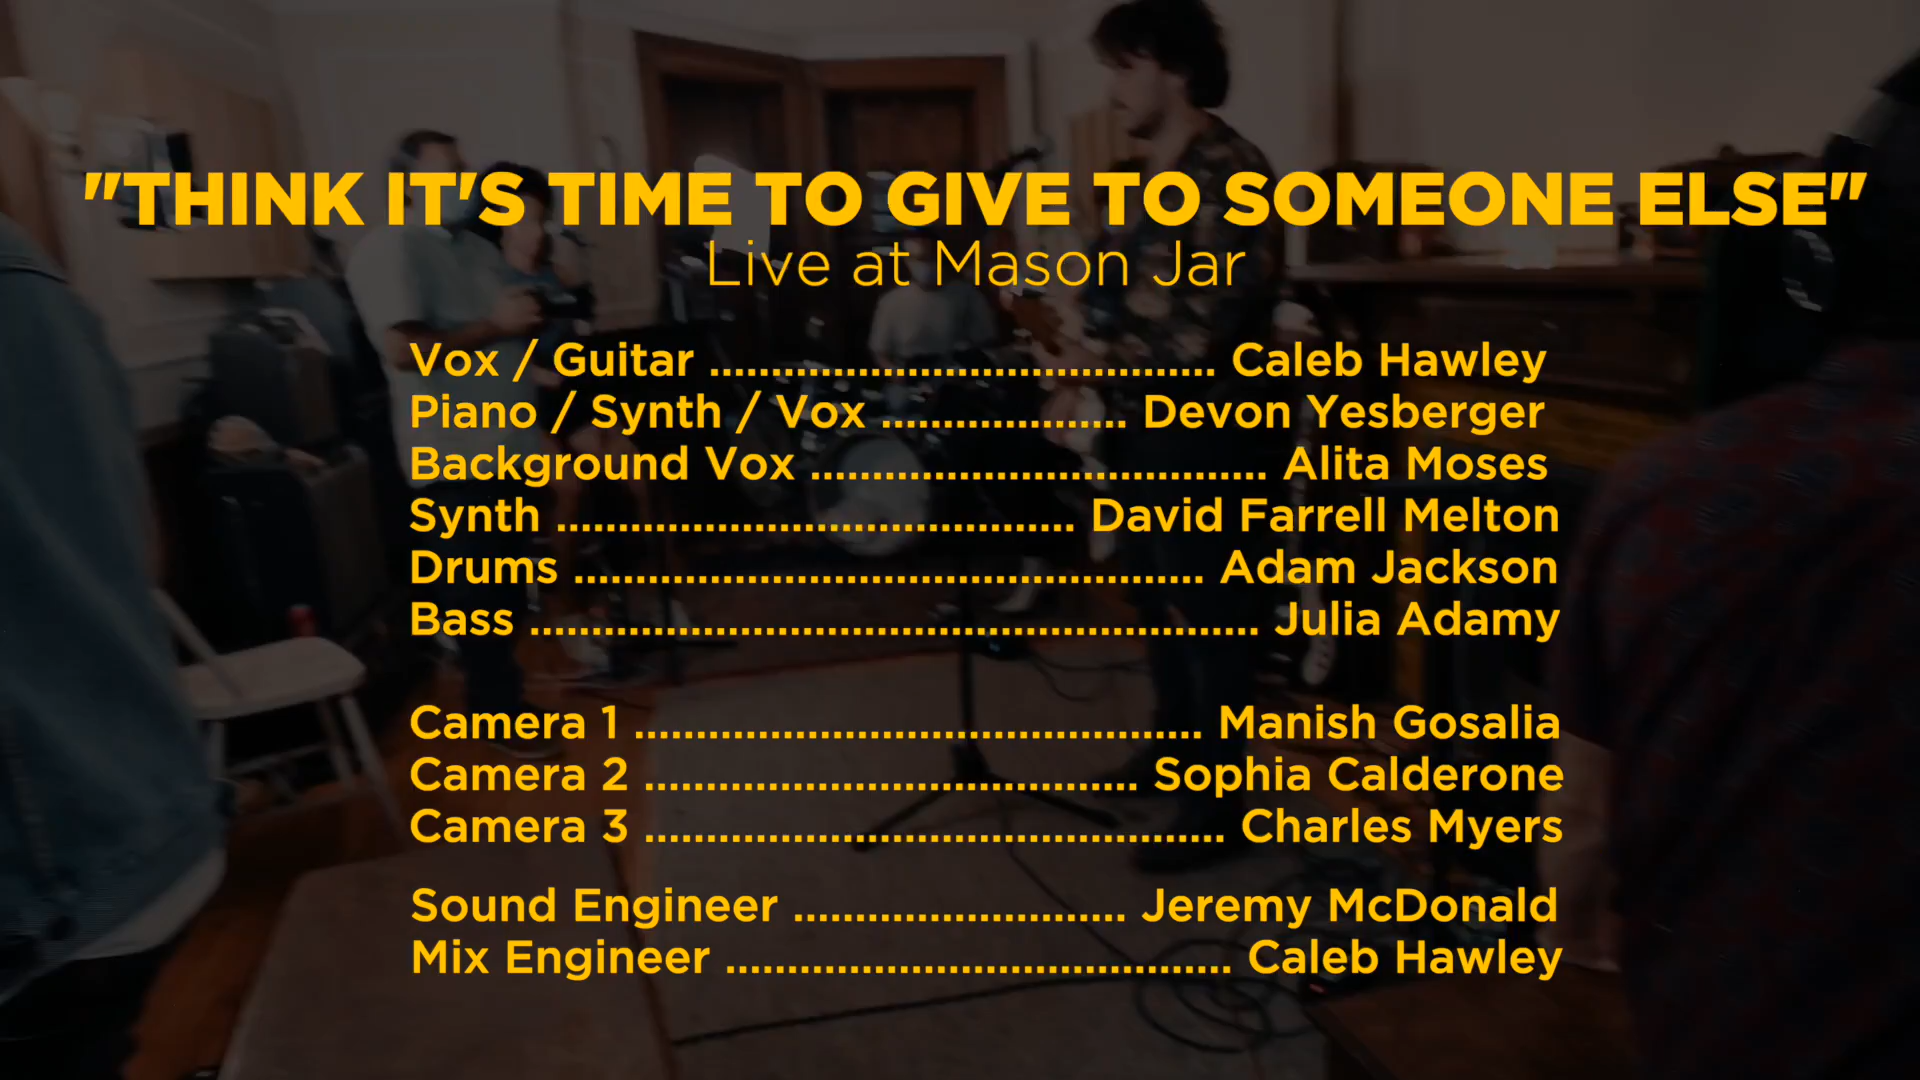 "THINK IT'S TIME TO GIVE TO SOMEONE ELSE"
Live at Mason Jar
Vox / Guitar ......................................... Caleb Hawley
Piano / Synth / Vox .................... Devon Yesberger
Background Vox ..................................... Alita Moses
Synth .......................................... David Farrell Melton
Drums ................................................... Adam Jackson
Bass ........................................................... Julia Adamy
Camera 1 .............................................. Manish Gosalia
Camera 2 ........................................ Sophia Calderone
Camera 3 ............................................... Charles Myers
Sound Engineer ........................... Jeremy McDonald
Mix Engineer ......................................... Caleb Hawley